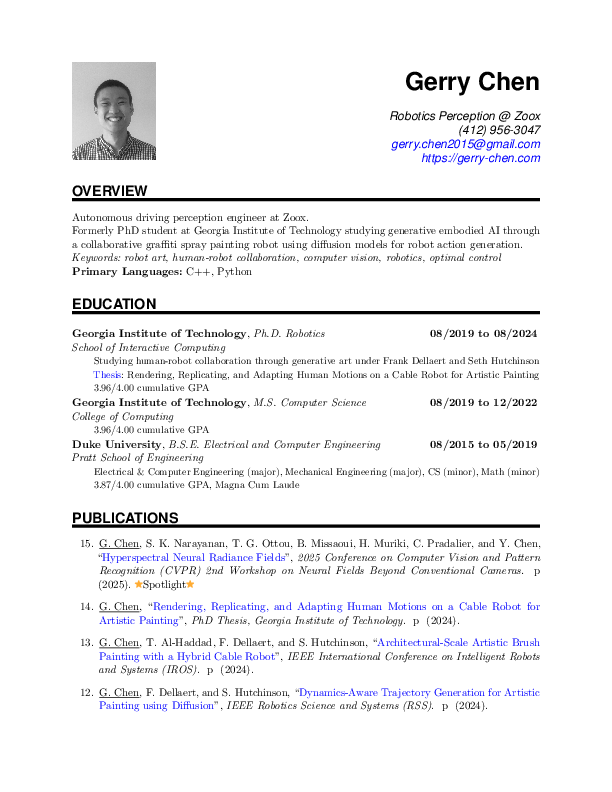 Gerry Chen
Robotics Perception @ Zoox
(412) 956-3047
gerry.chen2015@gmail.com
https://gerry-chen.com
OVERVIEW
Autonomous driving perception engineer at Zoox.
Formerly PhD student at Georgia Institute of Technology studying generative embodied AI through
a collaborative graffiti spray painting robot using diffusion models for robot action generation.
Keywords: robot art, human-robot collaboration, computer vision, robotics, optimal control
Primary Languages: C++, Python
EDUCATION
Georgia Institute of Technology, Ph.D. Robotics 08/2019 to 08/2024
School of Interactive Computing
Studying human-robot collaboration through generative art under Frank Dellaert and Seth Hutchinson
Thesis: Rendering, Replicating, and Adapting Human Motions on a Cable Robot for Artistic Painting
3.96/4.00 cumulative GPA
Georgia Institute of Technology, M.S. Computer Science 08/2019 to 12/2022
College of Computing
3.96/4.00 cumulative GPA
Duke University, B.S.E. Electrical and Computer Engineering 08/2015 to 05/2019
Pratt School of Engineering
Electrical & Computer Engineering (major), Mechanical Engineering (major), CS (minor), Math (minor)
3.87/4.00 cumulative GPA, Magna Cum Laude
PUBLICATIONS
15. G. Chen, S. K. Narayanan, T. G. Ottou, B. Missaoui, H. Muriki, C. Pradalier, and Y. Chen,
“Hyperspectral Neural Radiance Fields”, 2025 Conference on Computer Vision and Pattern
Recognition (CVPR) 2nd Workshop on Neural Fields Beyond Conventional Cameras. p
(2025). ★Spotlight★
14. G. Chen, “Rendering, Replicating, and Adapting Human Motions on a Cable Robot for
Artistic Painting”, PhD Thesis, Georgia Institute of Technology. p (2024).
13. G. Chen, T. Al-Haddad, F. Dellaert, and S. Hutchinson, “Architectural-Scale Artistic Brush
Painting with a Hybrid Cable Robot”, IEEE International Conference on Intelligent Robots
and Systems (IROS). p (2024).
12. G. Chen, F. Dellaert, and S. Hutchinson, “Dynamics-Aware Trajectory Generation for Artistic
Painting using Diffusion”, IEEE Robotics Science and Systems (RSS). p (2024).